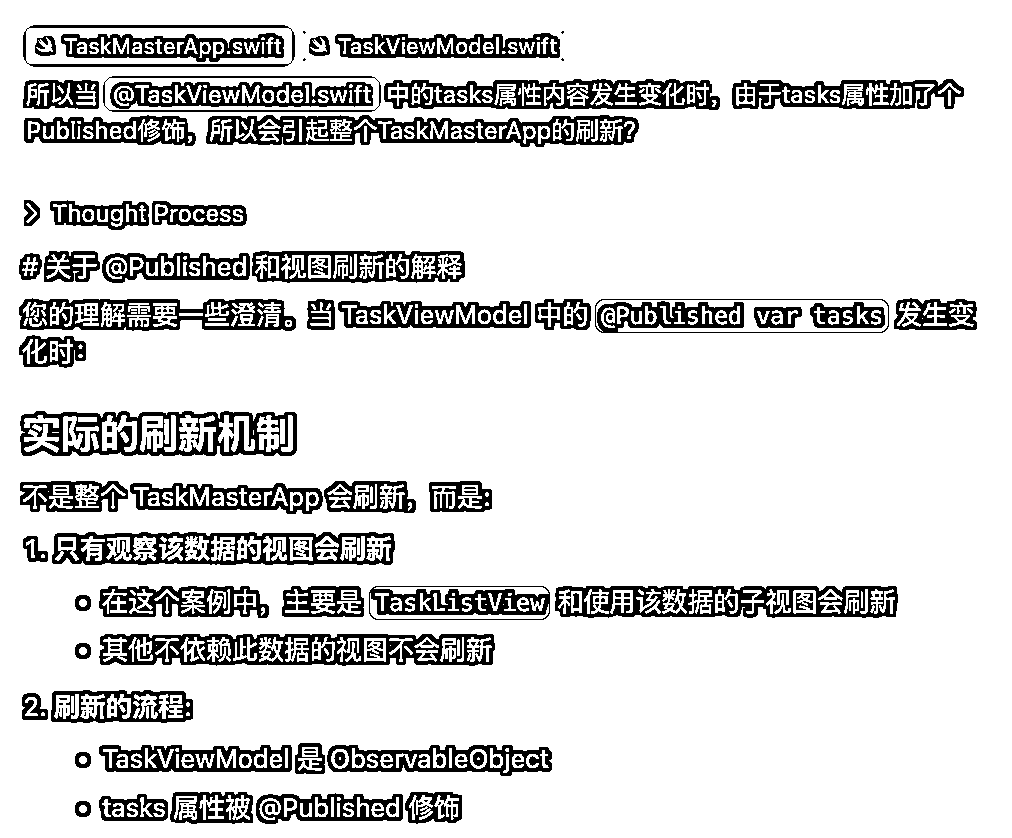 TaskMasterApp.swift TaskViewModel.swift
所以当 @TaskViewModel.swift 中的tasks属性内容发生变化时，由于tasks属性加了个
Published修饰，所以会引起整个TaskMasterApp的刷新？
Thought Process
# 关于 @Published 和视图刷新的解释
您的理解需要一些澄清。当 TaskViewModel 中的 @Published var tasks 发生变
化时：
实际的刷新机制
不是整个 TaskMasterApp 会刷新，而是:
1. 只有观察该数据的视图会刷新
在这个案例中，主要是 TaskListView 和使用该数据的子视图会刷新
其他不依赖此数据的视图不会刷新
2. 刷新的流程:
TaskViewModel 是 ObservableObject
tasks 属性被 @Published 修饰